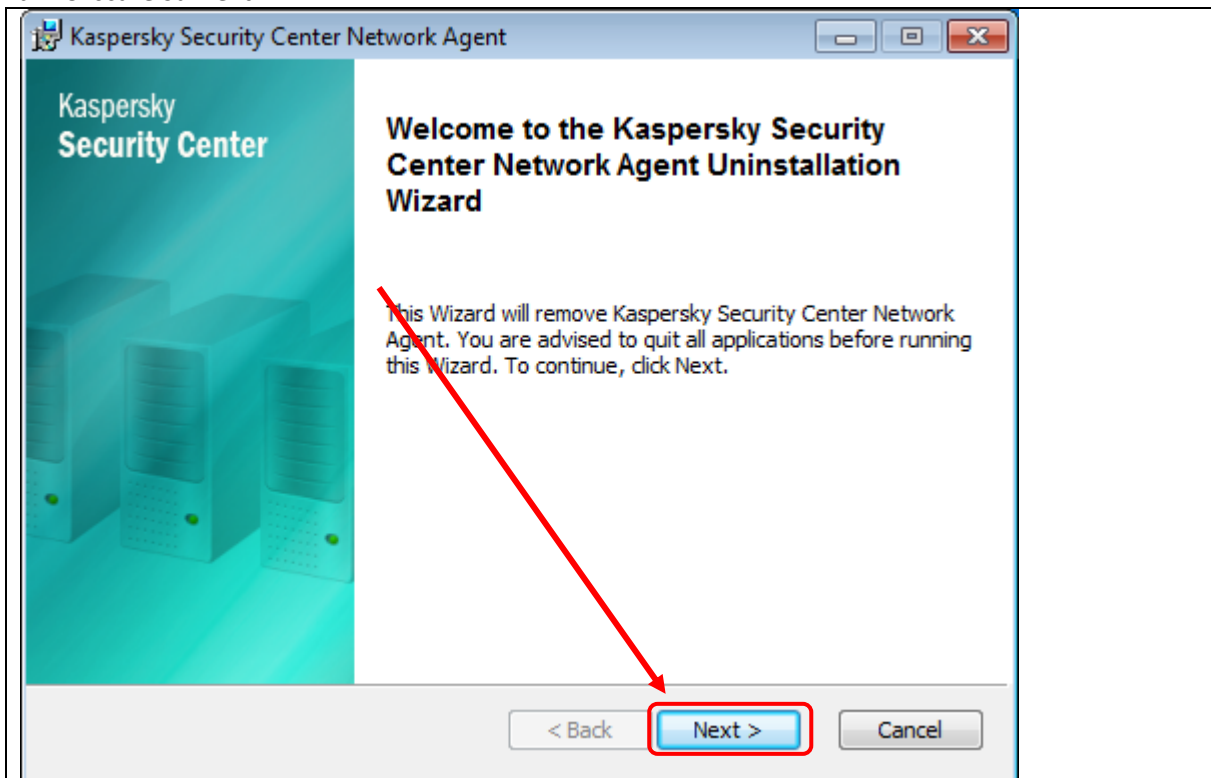 Kaspersky Security Center Network Agent
Kaspersky
Security Center
Welcome to the Kaspersky Security
Center Network Agent Uninstallation
Wizard
This Wizard will remove Kaspersky Security Center Network
Agent. You are advised to quit all applications before running
this Wizard. To continue, click Next.
< Back
Next >
Cancel